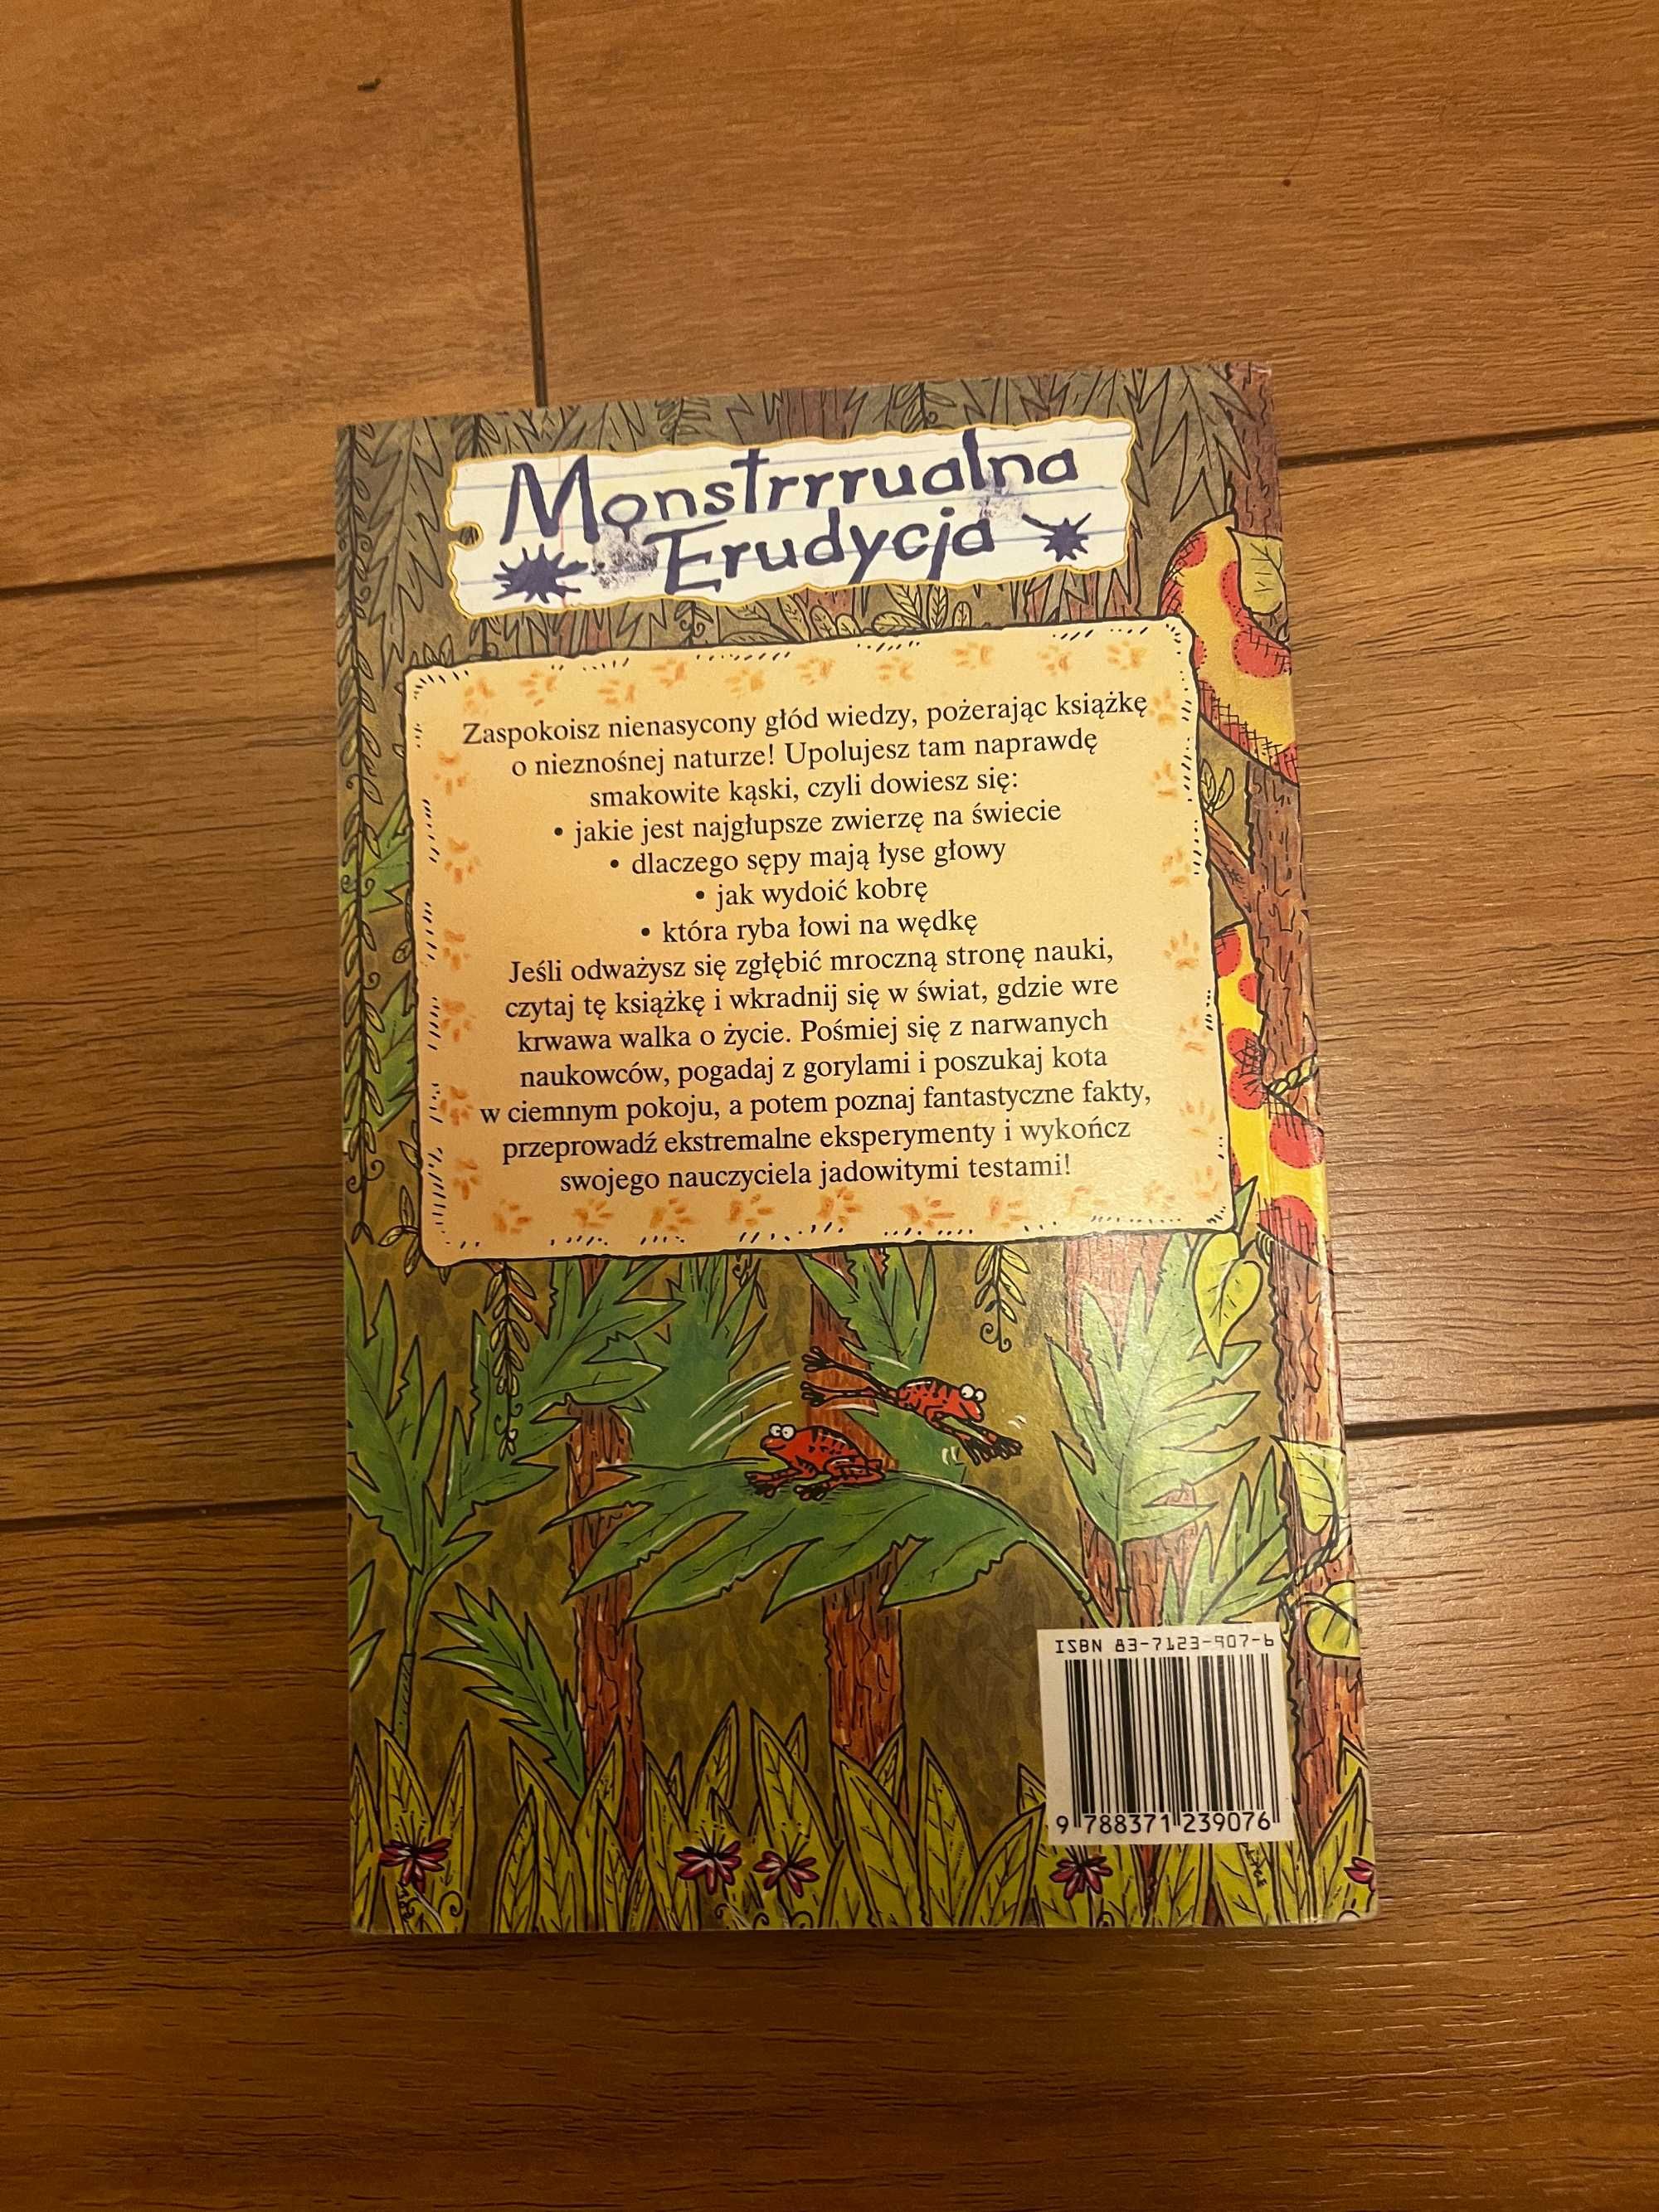 Monstrrrualna
Erudycja
Zaspokoisz nienasycony głód wiedzy, pożerając książkę
o nieznośnej naturze! Upolujesz tam naprawdę
smakowite kąski, czyli dowiesz się:
• jakie jest najgłupsze zwierzę na świecie
• dlaczego sępy mają łyse głowy
• jak wydoić kobrę
• która ryba łowi na wędkę
Jeśli odważysz się zgłębić mroczną stronę nauki,
czytaj tę książkę i wkradnij się w świat, gdzie wre
krwawa walka o życie. Pośmiej się z narwanych
naukowców, pogadaj z gorylami i poszukaj kota
w ciemnym pokoju, a potem poznaj fantastyczne fakty,
przeprowadź ekstremalne eksperymenty i wykończ
swojego nauczyciela jadowitymi testami!
ISBN 83-7123-907-6
9 788371 239076